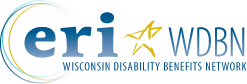 eri WDBN
WISCONSIN DISABILITY BENEFITS NETWORK